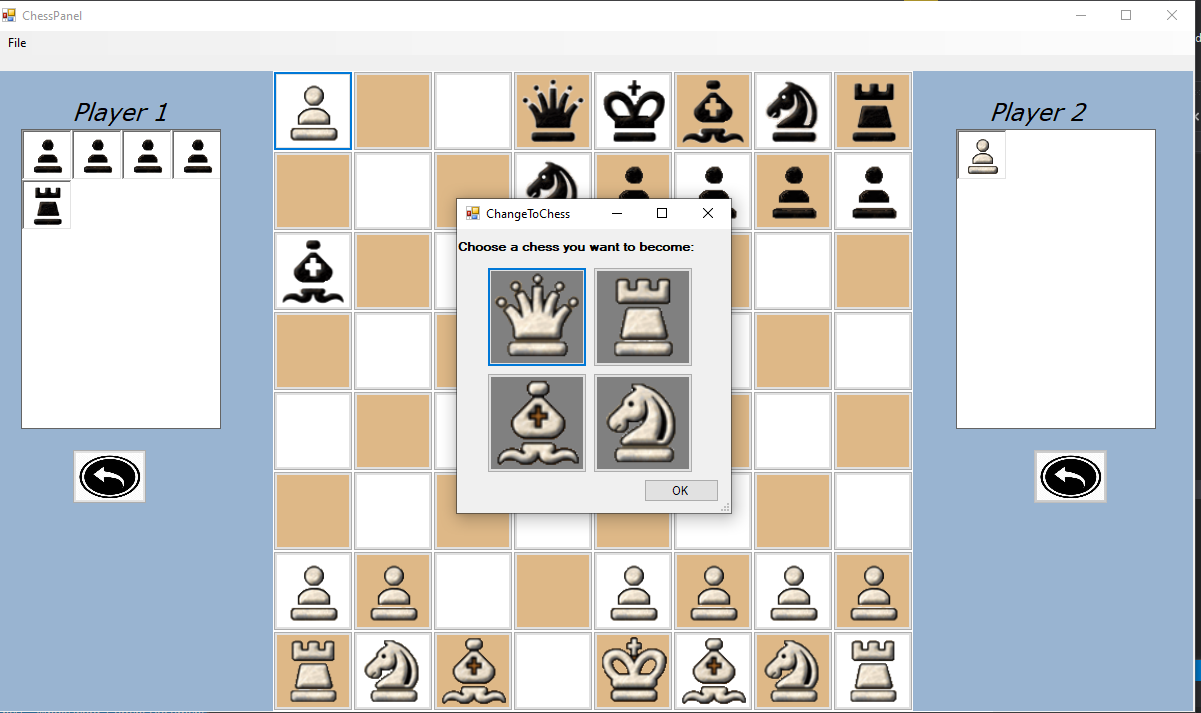 ChessPanel
File
Player 1
Player 2
ChangeToChess
Choose a chess you want to become:
OK